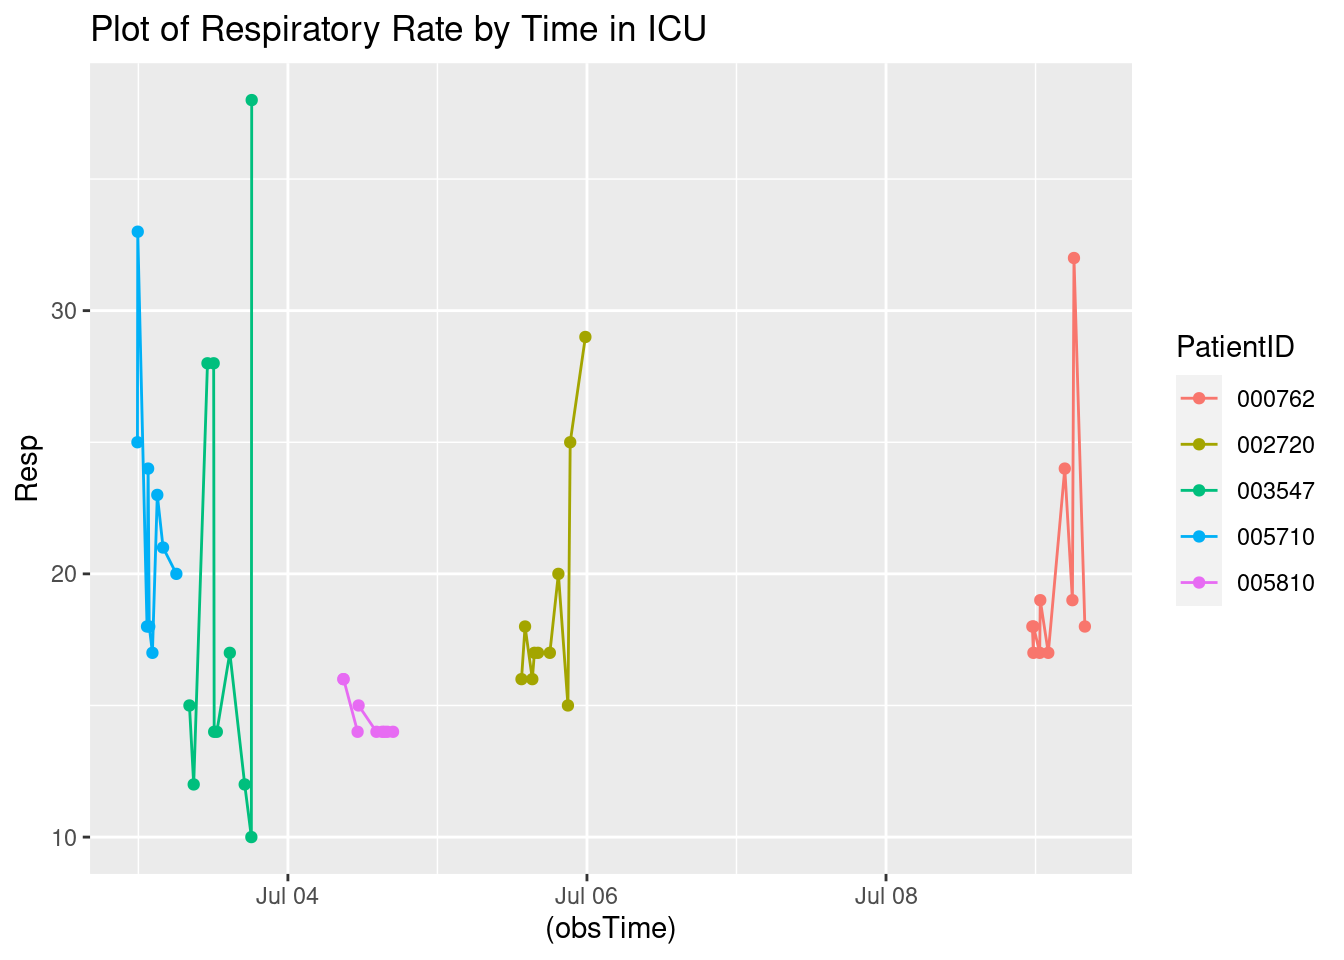 Plot of Respiratory Rate by Time in ICU
Resp
30
20
10
Jul 04 Jul 06 Jul 08
(obsTime)
PatientID
000762
002720
003547
005710
005810